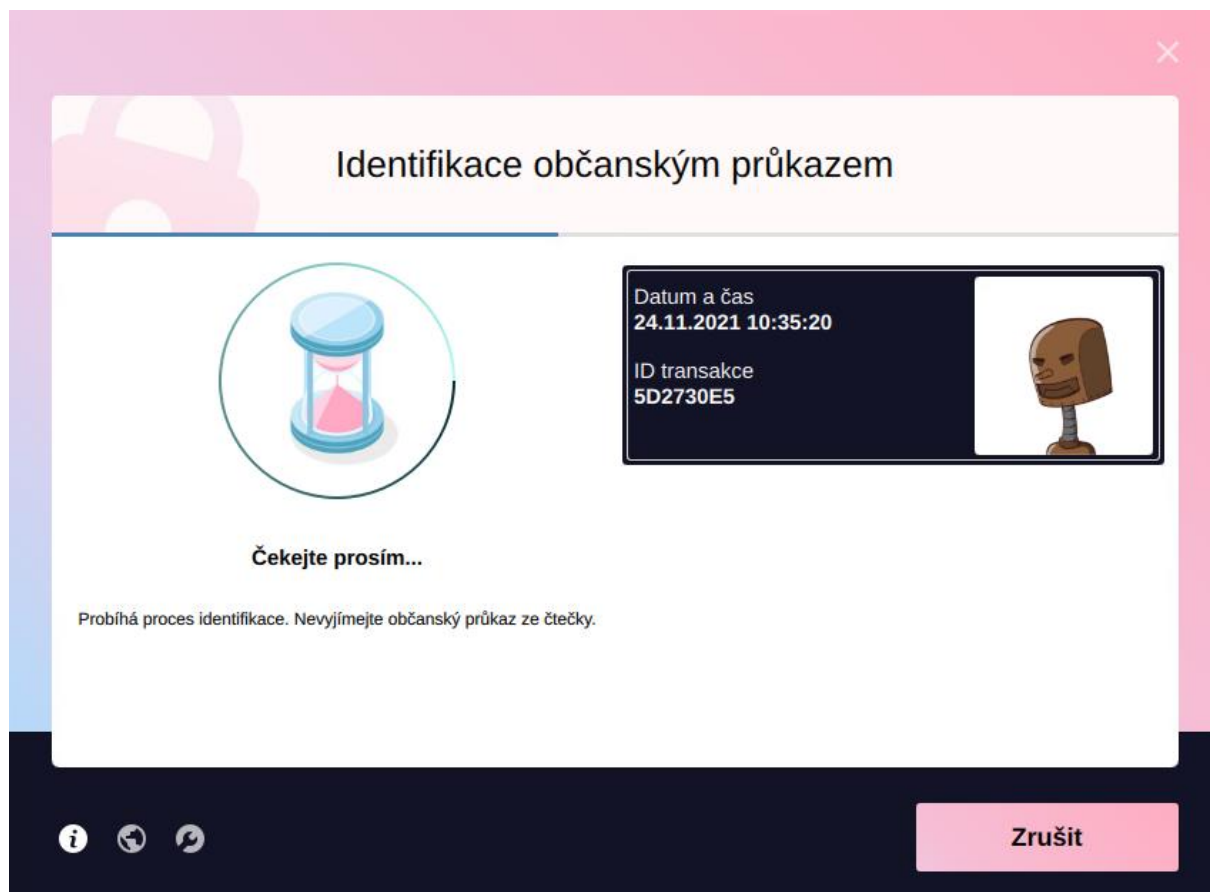 Identifikace občanským průkazem
Datum a čas
24.11.2021 10:35:20
ID transakce
5D2730E5
Čekejte prosím...
Probíhá proces identifikace. Nevyjímejte občanský průkaz ze čtečky.
Zrušit